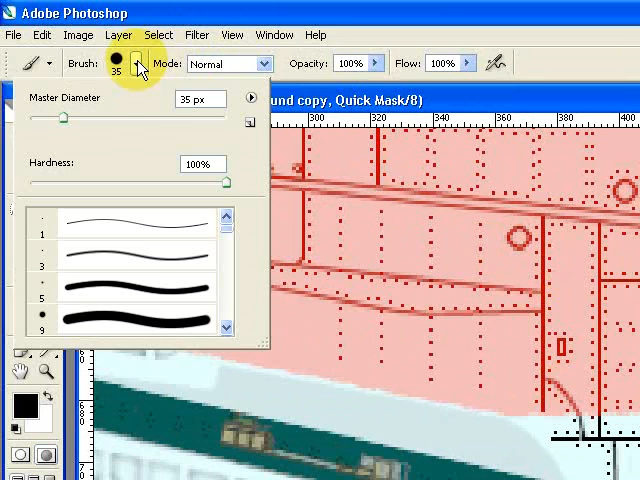 Adobe Photoshop
File Edit Image Layer Select Filter View Window Help
Brush: 35 Mode: Normal Opacity: 100% Flow: 100%
Master Diameter 35 px
und copy, Quick Mask/8)
300 320 340 360 380 400
Hardness: 100%
1
3
5
9